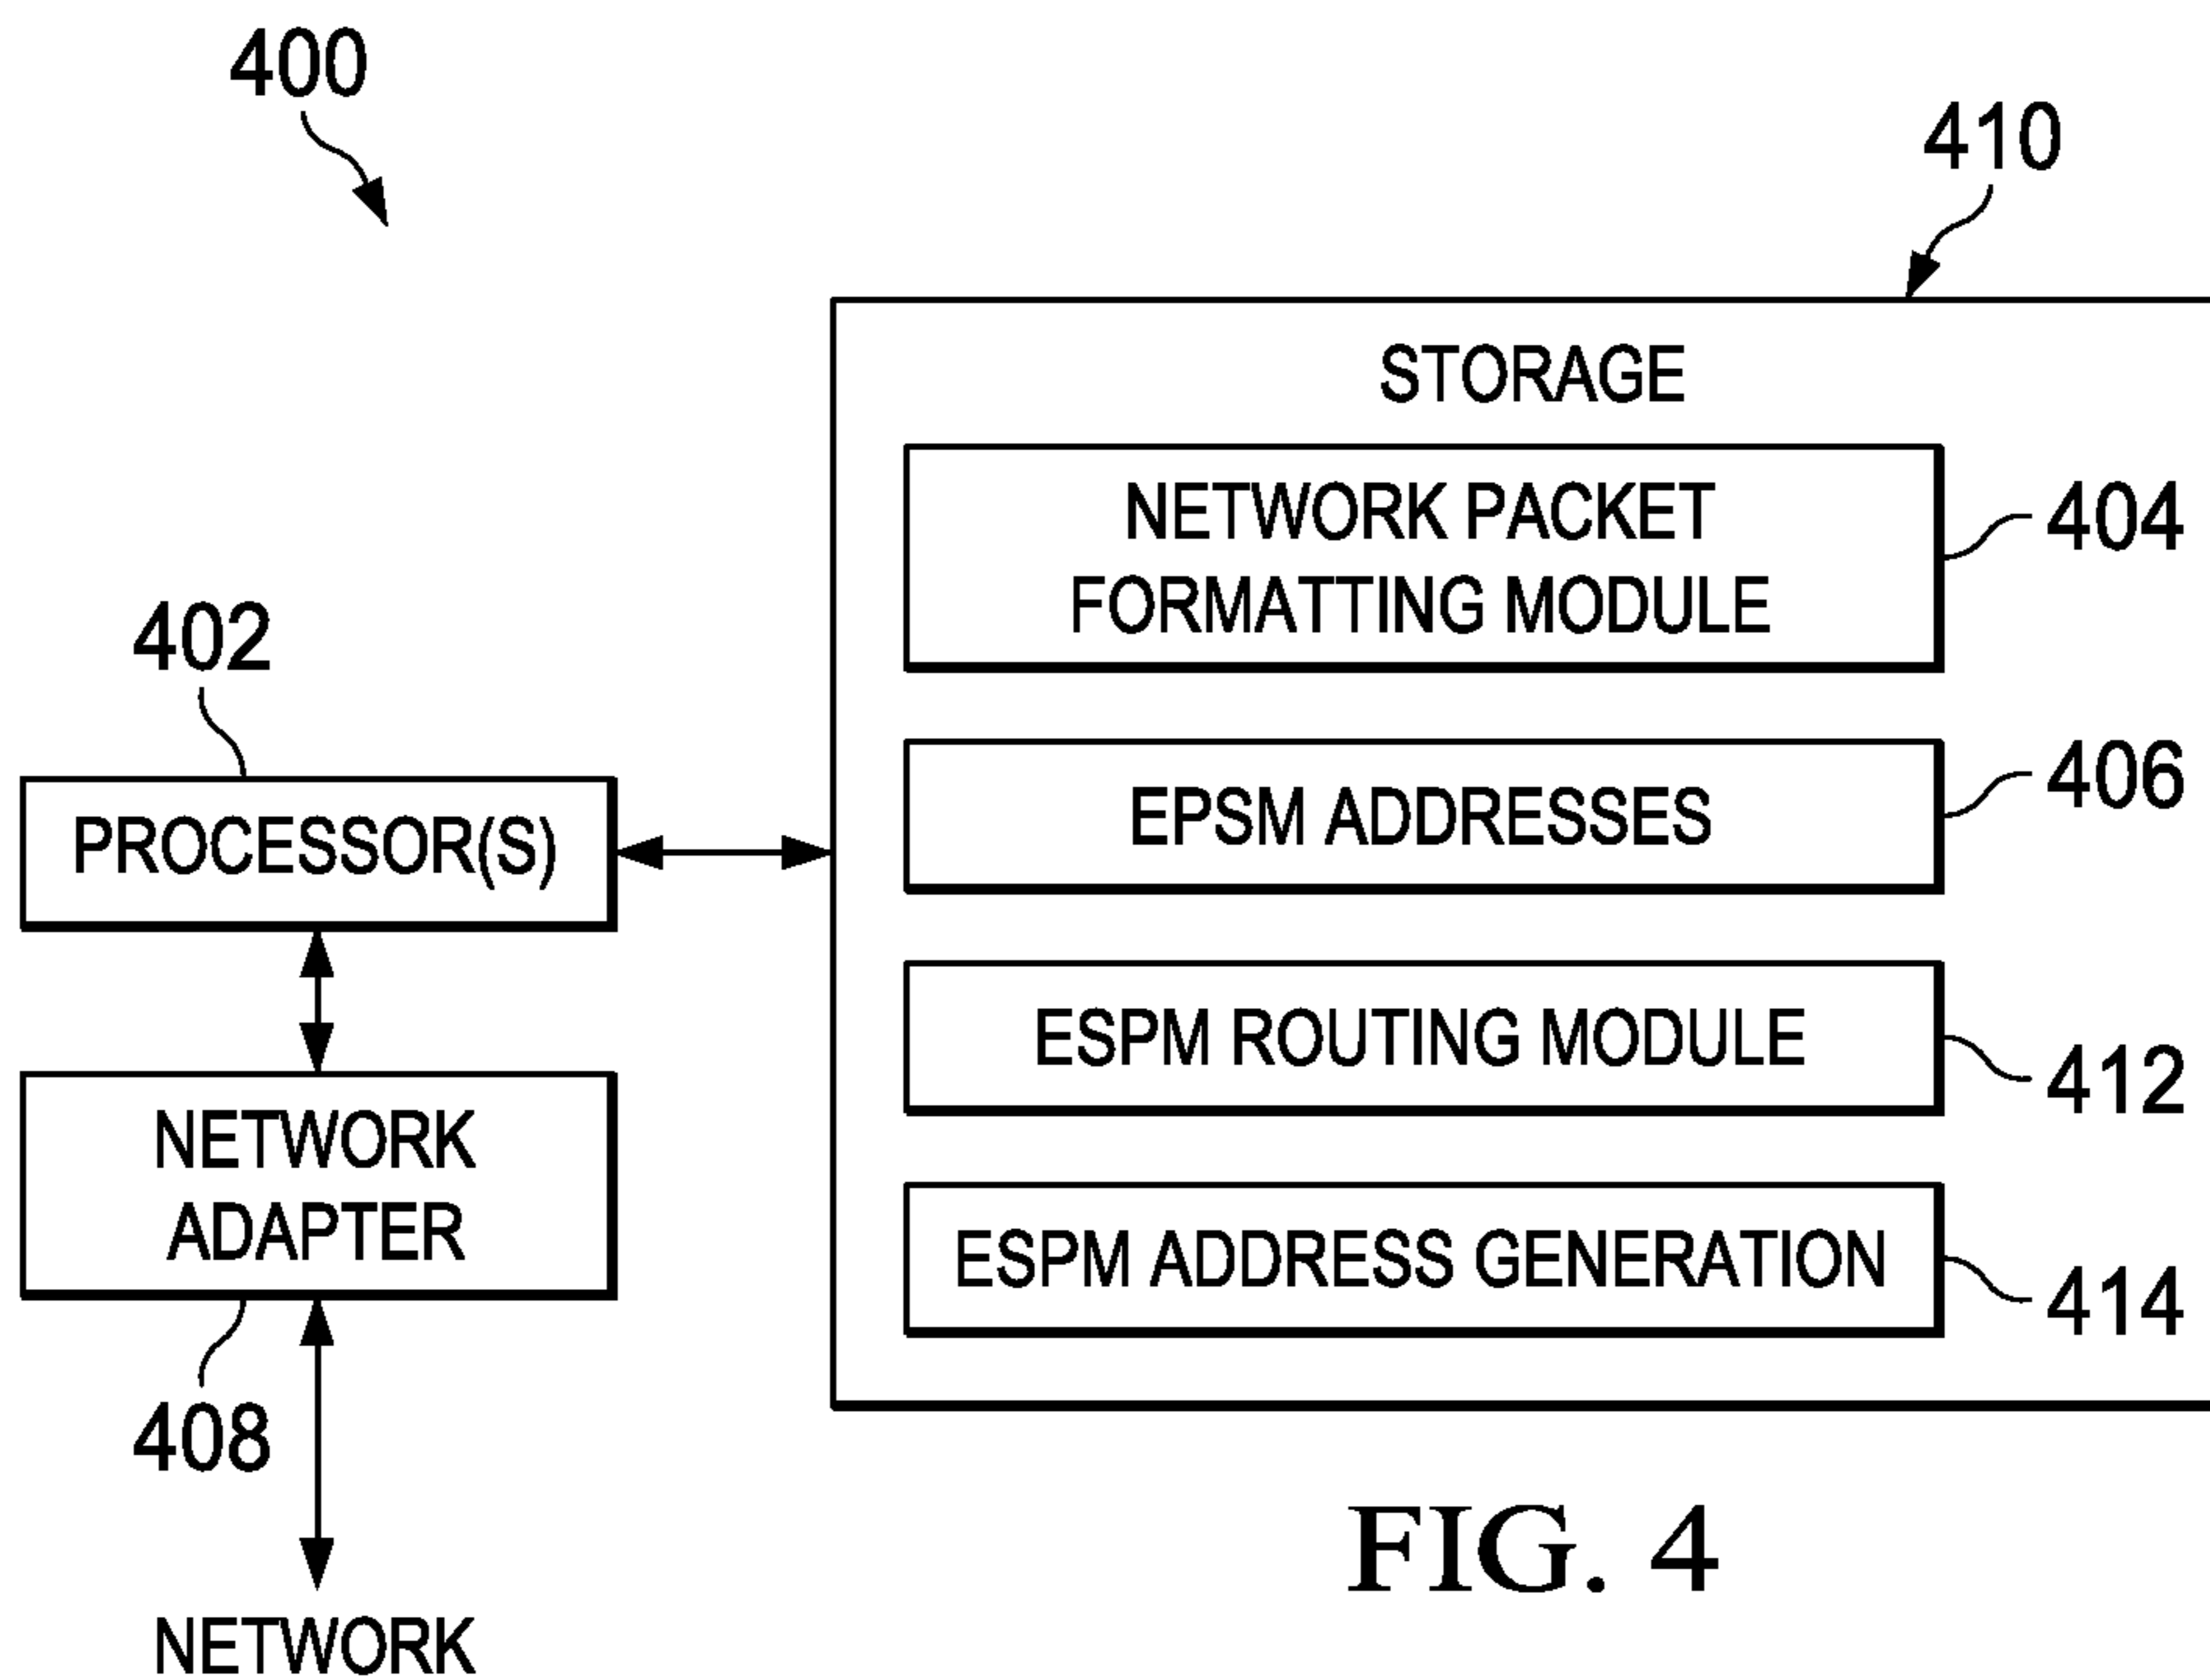 400
410
STORAGE
NETWORK PACKET
FORMATTING MODULE
404
402
EPSM ADDRESSES
406
PROCESSOR(S)
ESPM ROUTING MODULE
412
NETWORK
ADAPTER
ESPM ADDRESS GENERATION
414
408
FIG. 4
NETWORK